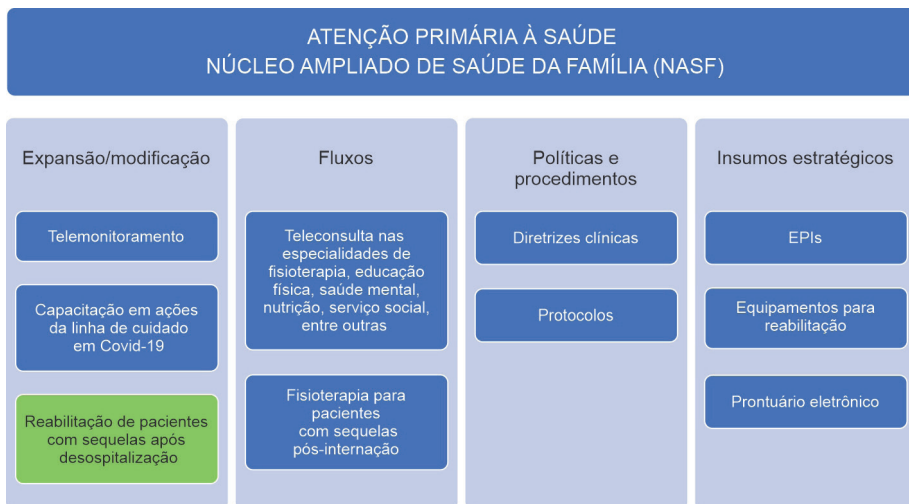 ATENÇÃO PRIMÁRIA À SAÚDE
NÚCLEO AMPLIADO DE SAÚDE DA FAMÍLIA (NASF)
Expansão/modificação
Telemonitoramento
Capacitação em ações
da linha de cuidado
em Covid-19
Reabilitação de pacientes
com sequelas após
desospitalização
Fluxos
Teleconsulta nas
especialidades de
fisioterapia, educação
física, saúde mental,
nutrição, serviço social,
entre outras
Fisioterapia para
pacientes
com sequelas
pós-internação
Políticas e
procedimentos
Diretrizes clínicas
Protocolos
Insumos estratégicos
EPIs
Equipamentos para
reabilitação
Prontuário eletrônico